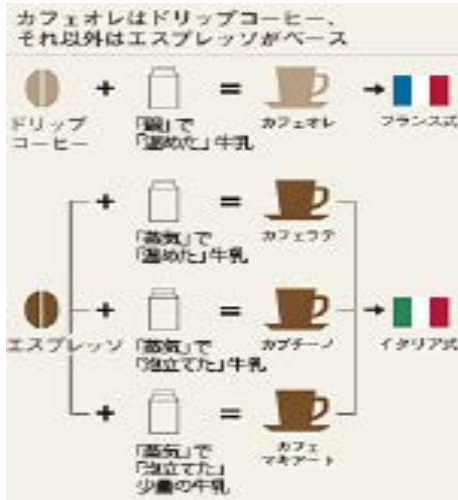 カフェオレはドリップコーヒー、
それ以外はエスプレッソがベース
+
=
→
ドリップ
コーヒー
「鍋」で
「温めた」牛乳
カフェオレ
フランス式
+
=
「蒸気」で
「温めた」牛乳
カフェラテ
エスプレッソ
+
=
→
「蒸気」で
「泡立てた」牛乳
カプチーノ
イタリア式
+
=
「蒸気」で
「泡立てた」
少量の牛乳
カフェ
マキアート